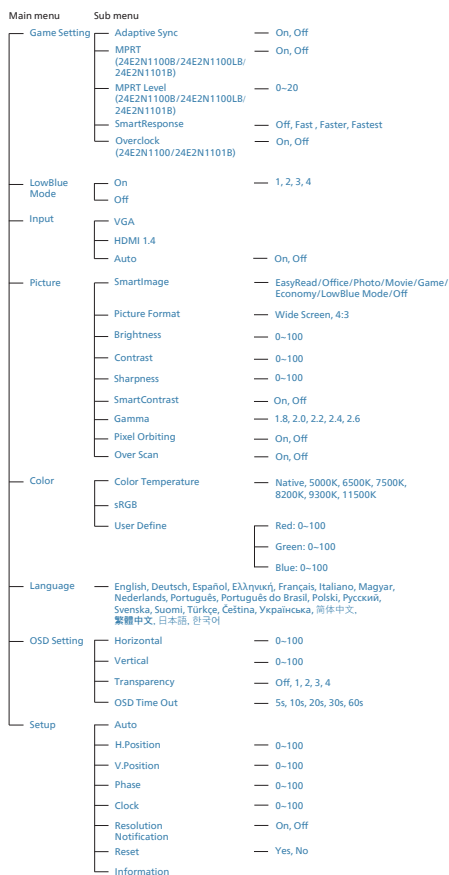 Main menu Sub menu
Game Setting Adaptive Sync On, Off
MPRT On, Off
(24E2N1100B/24E2N1100LB/
24E2N1101B)
MPRT Level 0~20
(24E2N1100B/24E2N1100LB/
24E2N1101B)
SmartResponse Off, Fast , Faster, Fastest
Overclock On, Off
(24E2N1100/24E2N1101B)
LowBlue On 1, 2, 3, 4
Mode
Off
Input VGA
HDMI 1.4
Auto On, Off
Picture SmartImage EasyRead/Office/Photo/Movie/Game/
Economy/LowBlue Mode/Off
Picture Format Wide Screen, 4:3
Brightness 0~100
Contrast 0~100
Sharpness 0~100
SmartContrast On, Off
Gamma 1.8, 2.0, 2.2, 2.4, 2.6
Pixel Orbiting On, Off
Over Scan On, Off
Color Color Temperature Native, 5000K, 6500K, 7500K,
8200K, 9300K, 11500K
sRGB
User Define Red: 0~100
Green: 0~100
Blue: 0~100
Language English, Deutsch, Español, Ελληνική, Français, Italiano, Magyar,
Nederlands, Português, Português do Brasil, Polski, Русский,
Svenska, Suomi, Türkçe, Čeština, Українська, 简体中文,
繁體中文, 日本語, 한국어
OSD Setting Horizontal 0~100
Vertical 0~100
Transparency Off, 1, 2, 3, 4
OSD Time Out 5s, 10s, 20s, 30s, 60s
Setup Auto
H.Position 0~100
V.Position 0~100
Phase 0~100
Clock 0~100
Resolution On, Off
Notification
Reset Yes, No
Information